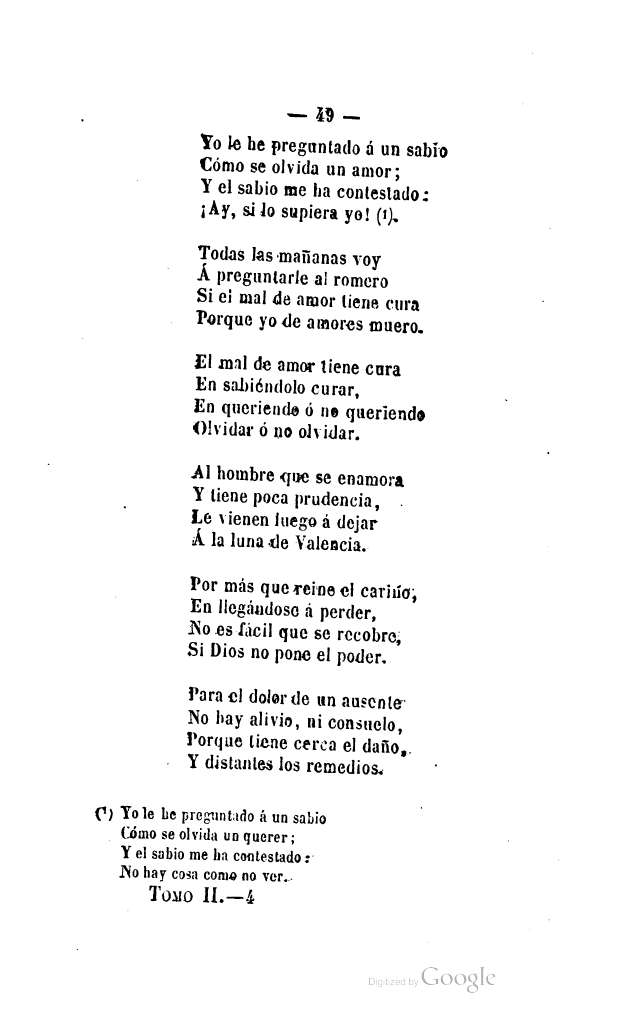 — 49 —
Yo le he preguntado á un sabio
Cómo se olvida un amor;
Y el sabio me ha contestado:
¡Ay, si lo supiera yo! (1).
Todas las mañanas voy
Á preguntarle al romero
Si el mal de amor tiene cura
Porque yo de amores muero.
El mal de amor tiene cura
En sabiéndolo curar,
En queriendo ó no queriendo
Olvidar ó no olvidar.
Al hombre que se enamora
Y tiene poca prudencia,
Le vienen luego á dejar
Á la luna de Valencia.
Por más que reine el cariño,
En llegándose á perder,
No es fácil que se recobre,
Si Dios no pone el poder.
Para el dolor de un ausente
No hay alivio, ni consuelo,
Porque tiene cerca el daño,
Y distantes los remedios.
(1) Yo le he preguntado á un sabio
Cómo se olvida un querer;
Y el sabio me ha contestado:
No hay cosa como no ver.
Tomo II.—4
Digitized by Google